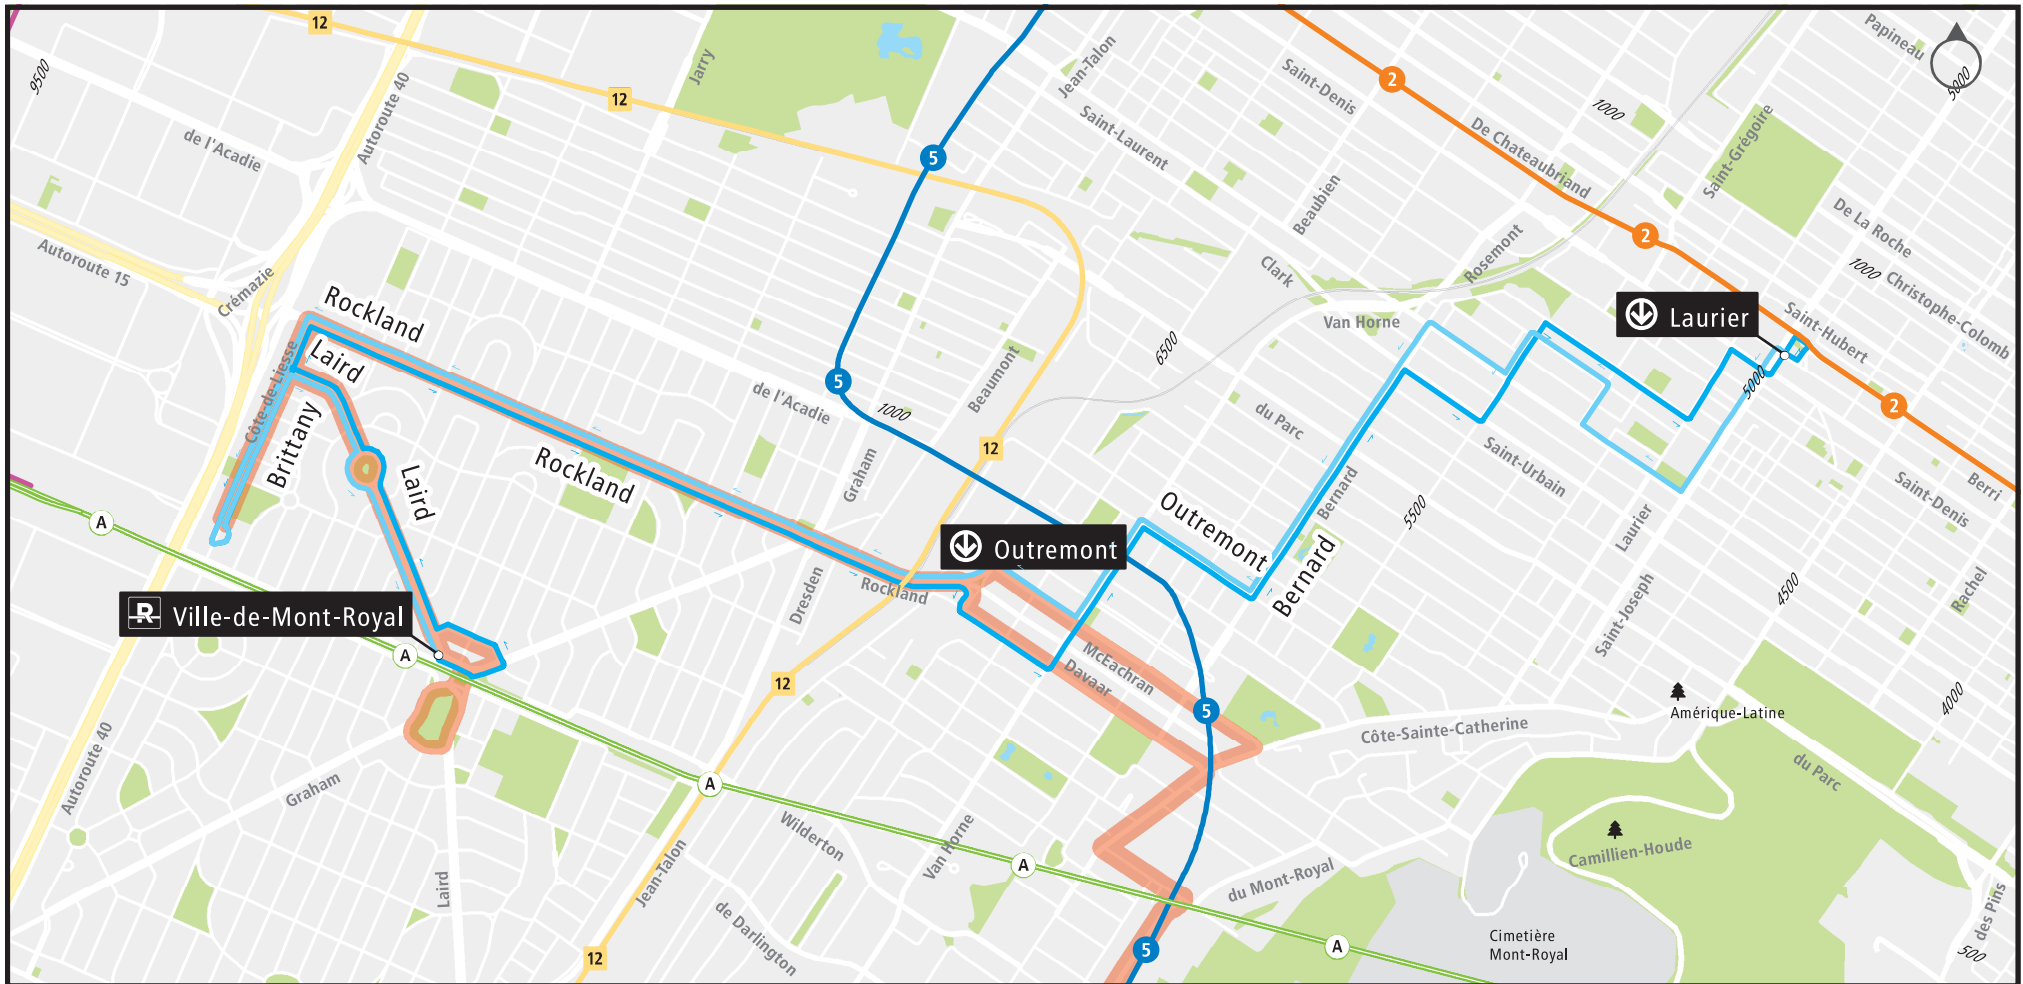 12
Papineau
9500
Jarry
Jean-Talon
Saint-Denis
2
5000
Autoroute 40
12
1000
de l'Acadie
Saint-Laurent
De Chateaubriand
Saint-Grégoire
5
Beaubien
De La Roche
2
Autoroute 15
Crémazie
Clark
Rosemont
1000
Christophe-Colomb
Rockland
Van Horne
Laurier
Saint-Hubert
Laird
6500
Côte-de-Liesse
Beaumont
5
de l'Acadie
1000
5000
2
Brittany
du Parc
12
Rockland
Laird
Graham
Saint-Urbain
Bernard
5500
Saint-Denis
Berri
A
Outremont
Laurier
Outremont
Bernard
Rockland
Dresden
Saint-Joseph
4500
Rachel
R
Ville-de-Mont-Royal
A
McEachran
Davaar
12
5
4000
Amérique-Latine
Côte-Sainte-Catherine
Autoroute 40
Graham
A
du Parc
Wilderton
Van Horne
A
Camillien-Houde
Laird
Jean-Talon
du Mont-Royal
de Darlington
des Pins
Cimetière
Mont-Royal
A
5
12
500